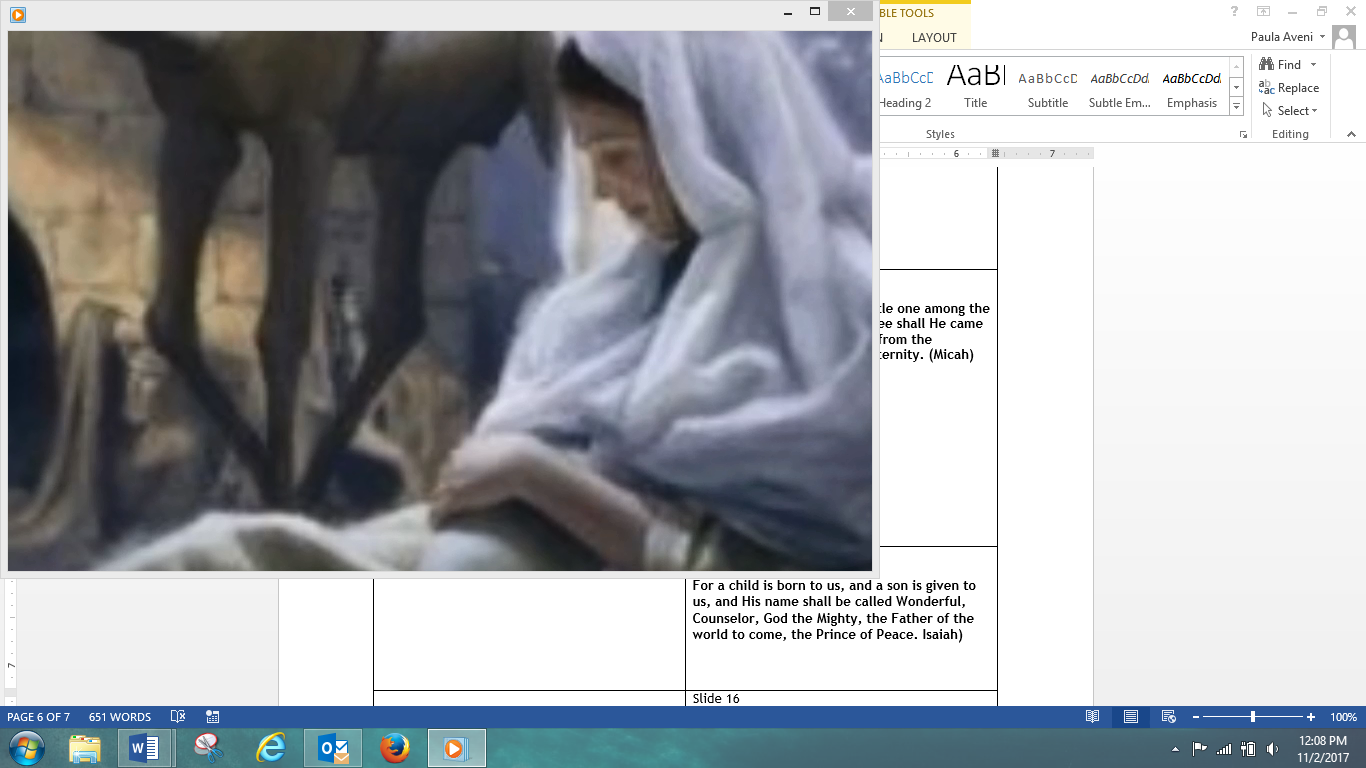 BLE TOOLS
LAYOUT
Paula Aveni
AaBbCcD
AaBbCcD
AaBbCcDd
AaBbCcDd
Heading 2
Title
Subtitle
Subtle Em...
Emphasis
Find
Replace
Select
Styles
Editing
6
7
tle one among the
ee shall He came
from the
ternity. (Micah)
For a child is born to us, and a son is given to
us, and His name shall be called Wonderful,
Counselor, God the Mighty, the Father of the
world to come, the Prince of Peace. Isaiah)
Slide 16
7
PAGE 6 OF 7
651 WORDS
100%
12:08 PM
11/2/2017